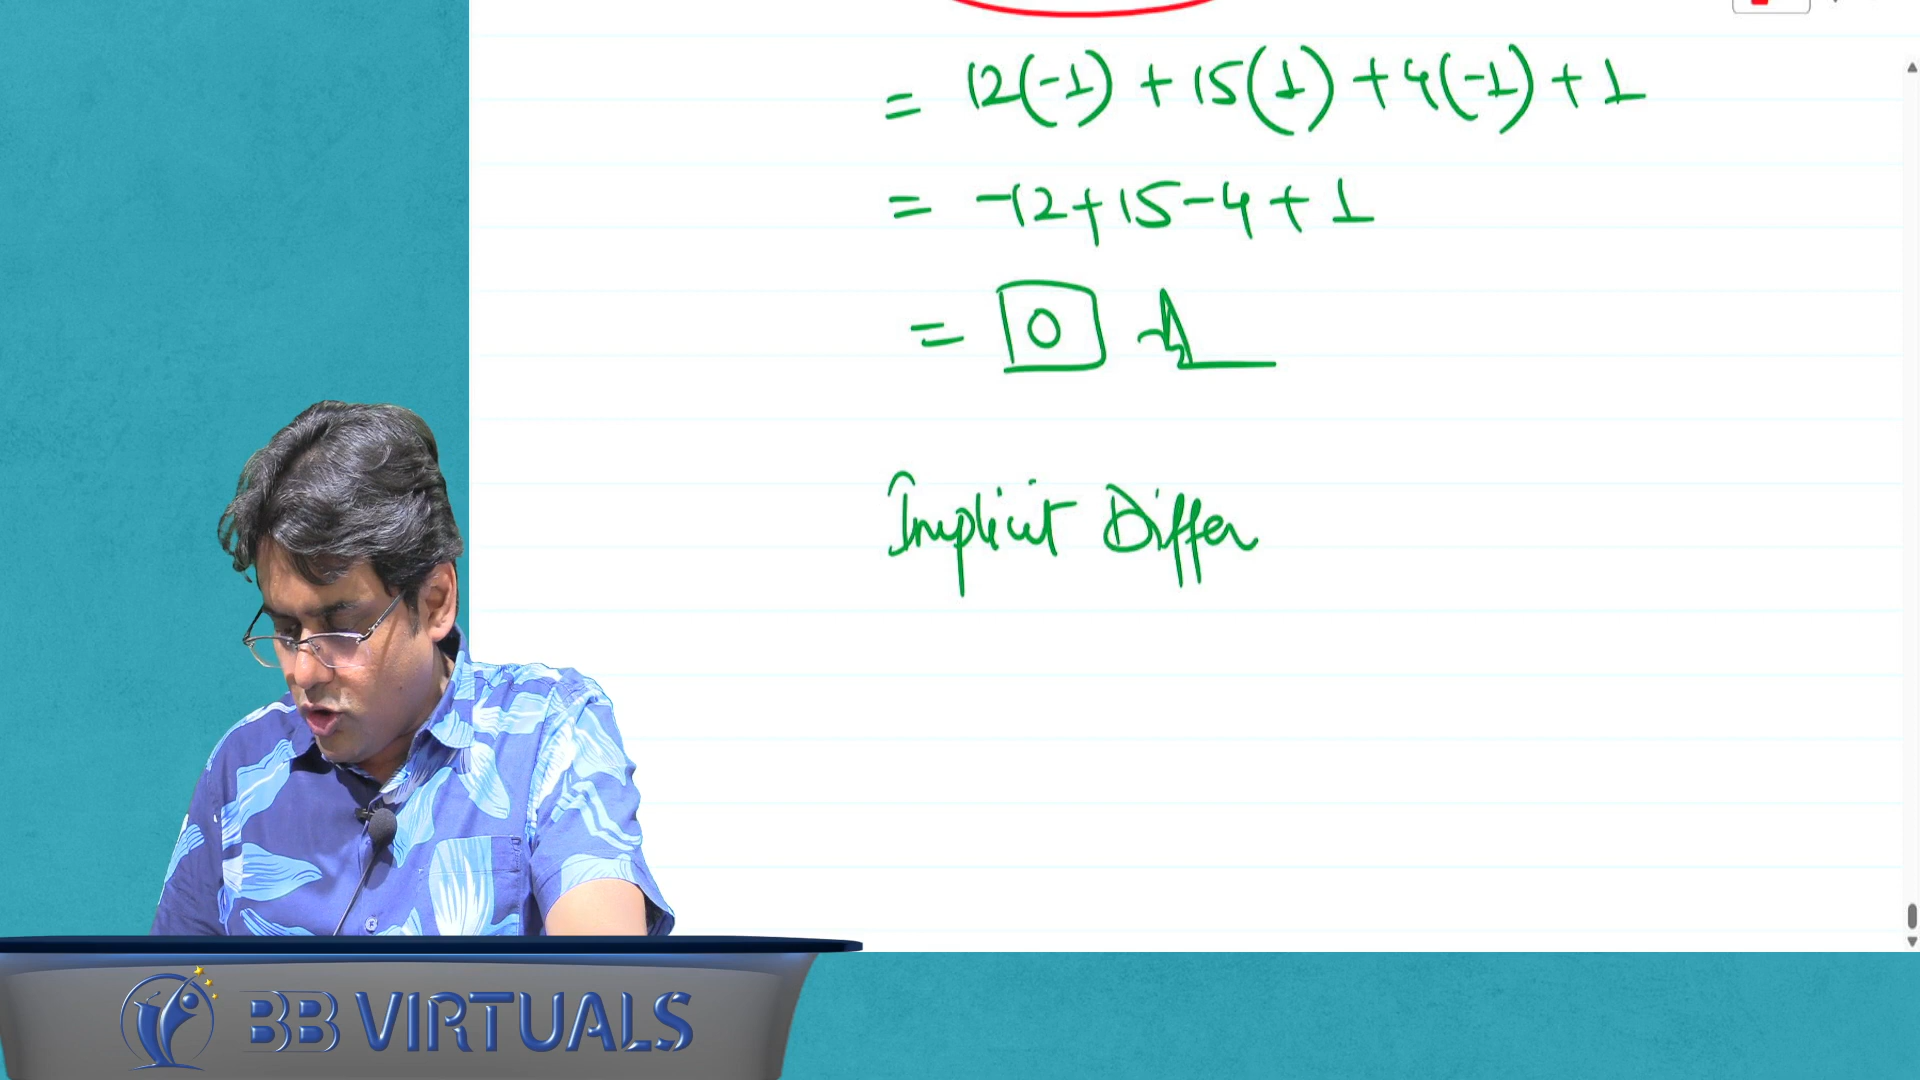 = 12(-1) + 15(1) + 4(-1) + 1
= -12+15-4+1
= 0
Implicit Differ
BB VIRTUALS